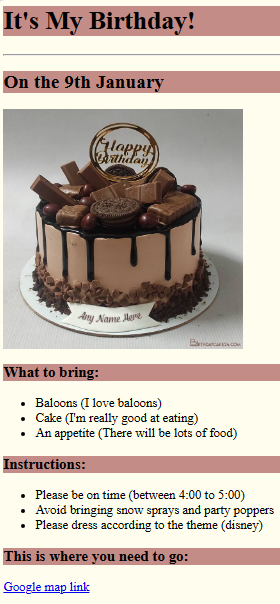 It's My Birthday!
On the 9th January
Happy
Birthday
Any Name Here
BIRTHDAYCAKE24.COM
What to bring:
Baloons (I love baloons)
Cake (I'm really good at eating)
An appetite (There will be lots of food)
Instructions:
Please be on time (between 4:00 to 5:00)
Avoid bringing snow sprays and party poppers
Please dress according to the theme (disney)
This is where you need to go:
Google map link